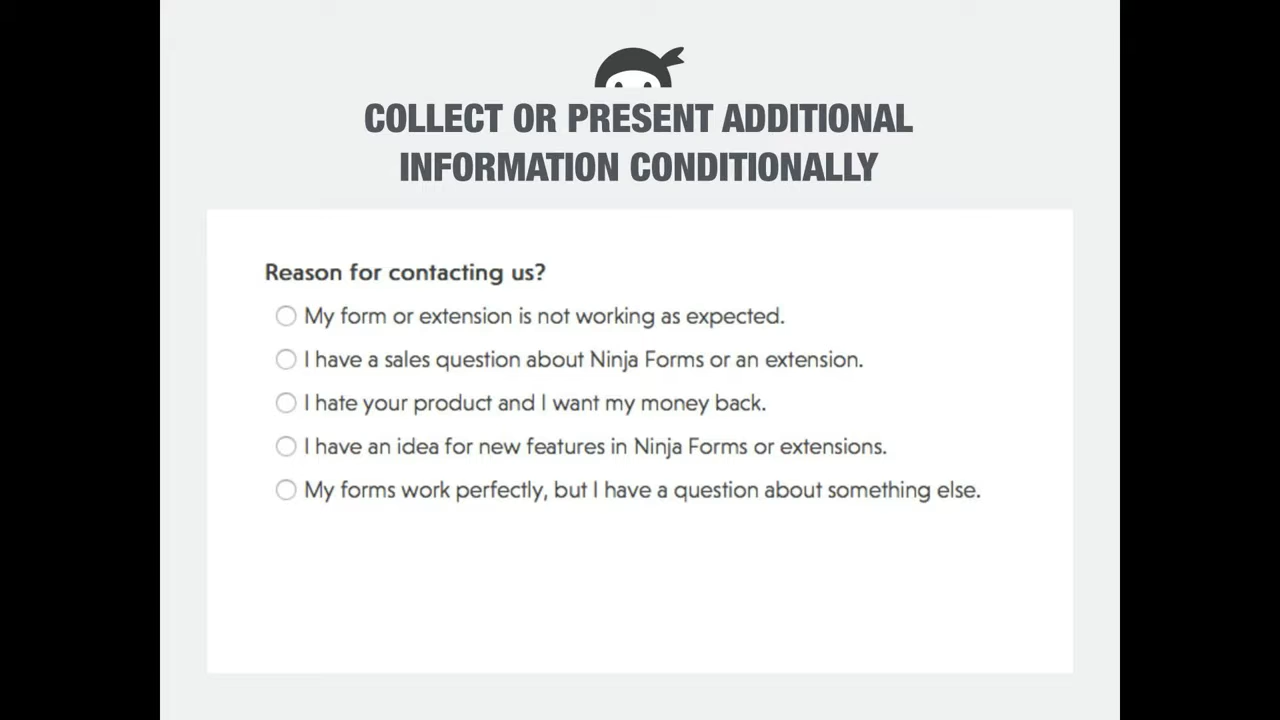 COLLECT OR PRESENT ADDITIONAL
INFORMATION CONDITIONALLY
Reason for contacting us?
My form or extension is not working as expected.
I have a sales question about Ninja Forms or an extension.
I hate your product and I want my money back.
I have an idea for new features in Ninja Forms or extensions.
My forms work perfectly, but I have a question about something else.